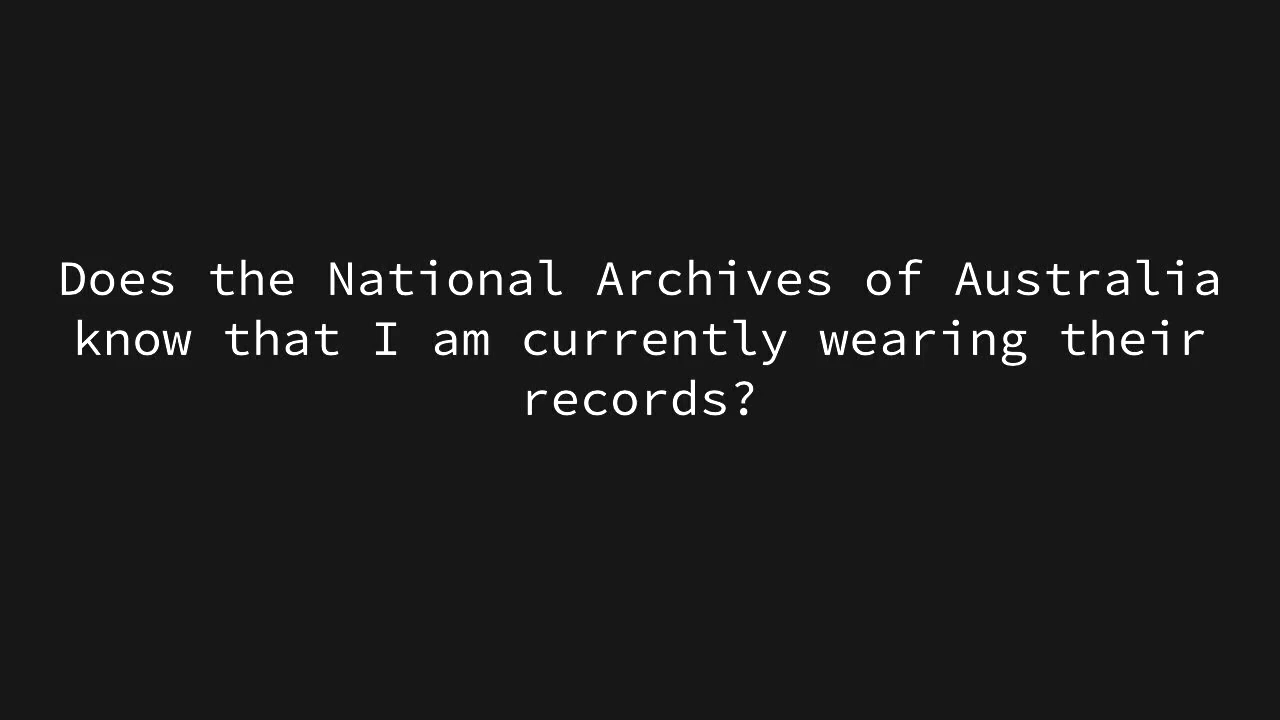 Does the National Archives of Australia
know that I am currently wearing their
records?